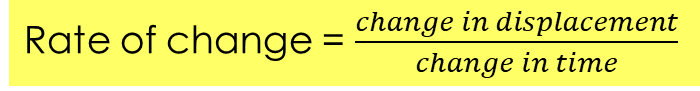 Rate of change = change in displacement
change in time